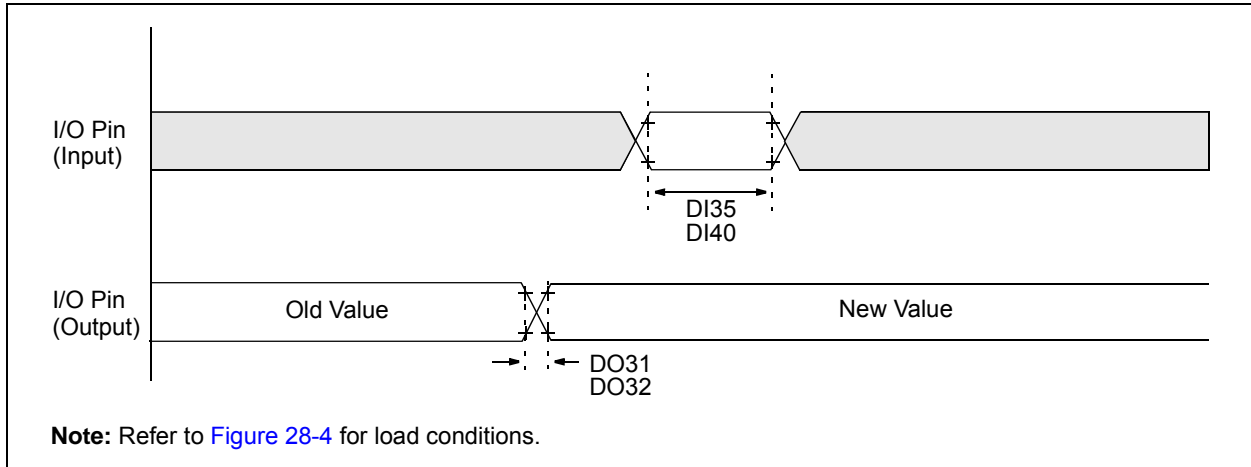 I/O Pin
(Input)
DI35
DI40
I/O Pin
(Output)
Old Value
New Value
DO31
DO32
Note: Refer to Figure 28-4 for load conditions.